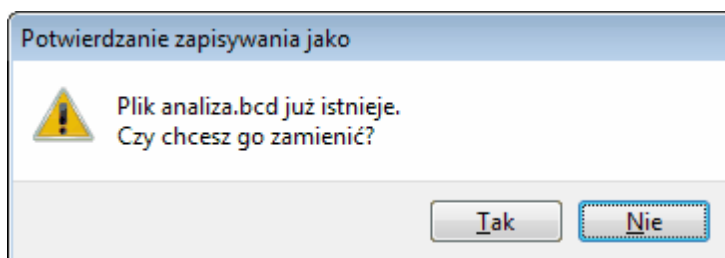 Potwierdzanie zapisywania jako
Plik analiza.bcd już istnieje.
Czy chcesz go zamienić?
Tak
Nie